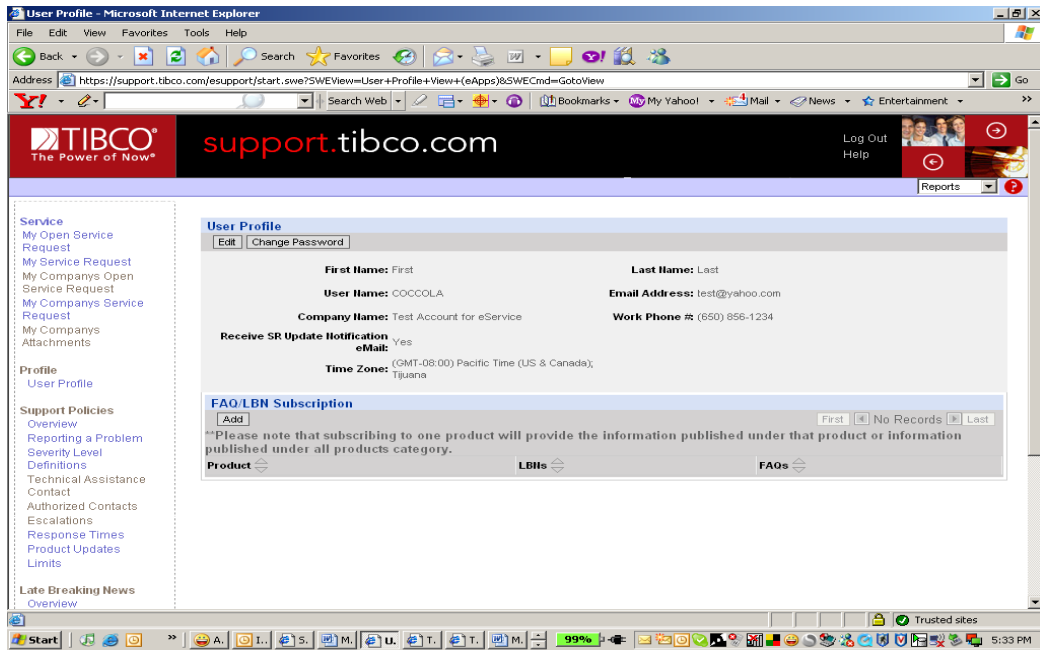 User Profile - Microsoft Internet Explorer
File Edit View Favorites Tools Help
Back Search Favorites
Address https://support.tibco.com/esupport/start.swe?SWEView=User+Profile+View+(eApps)&SWECmd=GotoView Go
Y! Search Web Bookmarks My My Yahoo! Mail News Entertainment »
TIBCO®
The Power of Now®
support.tibco.com
Log Out
Help
Reports
Service
My Open Service
Request
My Service Request
My Companys Open
Service Request
My Companys Service
Request
My Companys
Attachments
Profile
User Profile
Support Policies
Overview
Reporting a Problem
Severity Level
Definitions
Technical Assistance
Contact
Authorized Contacts
Escalations
Response Times
Product Updates
Limits
Late Breaking News
Overview
User Profile
Edit Change Password
First Name: First Last Name: Last
User Name: COCCOLA Email Address: test@yahoo.com
Company Name: Test Account for eService Work Phone #: (650) 856-1234
Receive SR Update Notification
eMail: Yes
Time Zone: (GMT-08:00) Pacific Time (US & Canada);
Tijuana
FAQ/LBN Subscription
Add First No Records Last
**Please note that subscribing to one product will provide the information published under that product or information
published under all products category.
Product LBNs FAQs
Trusted sites
Start » A. I.. S. M. U. T. T. M. 99% 5:33 PM